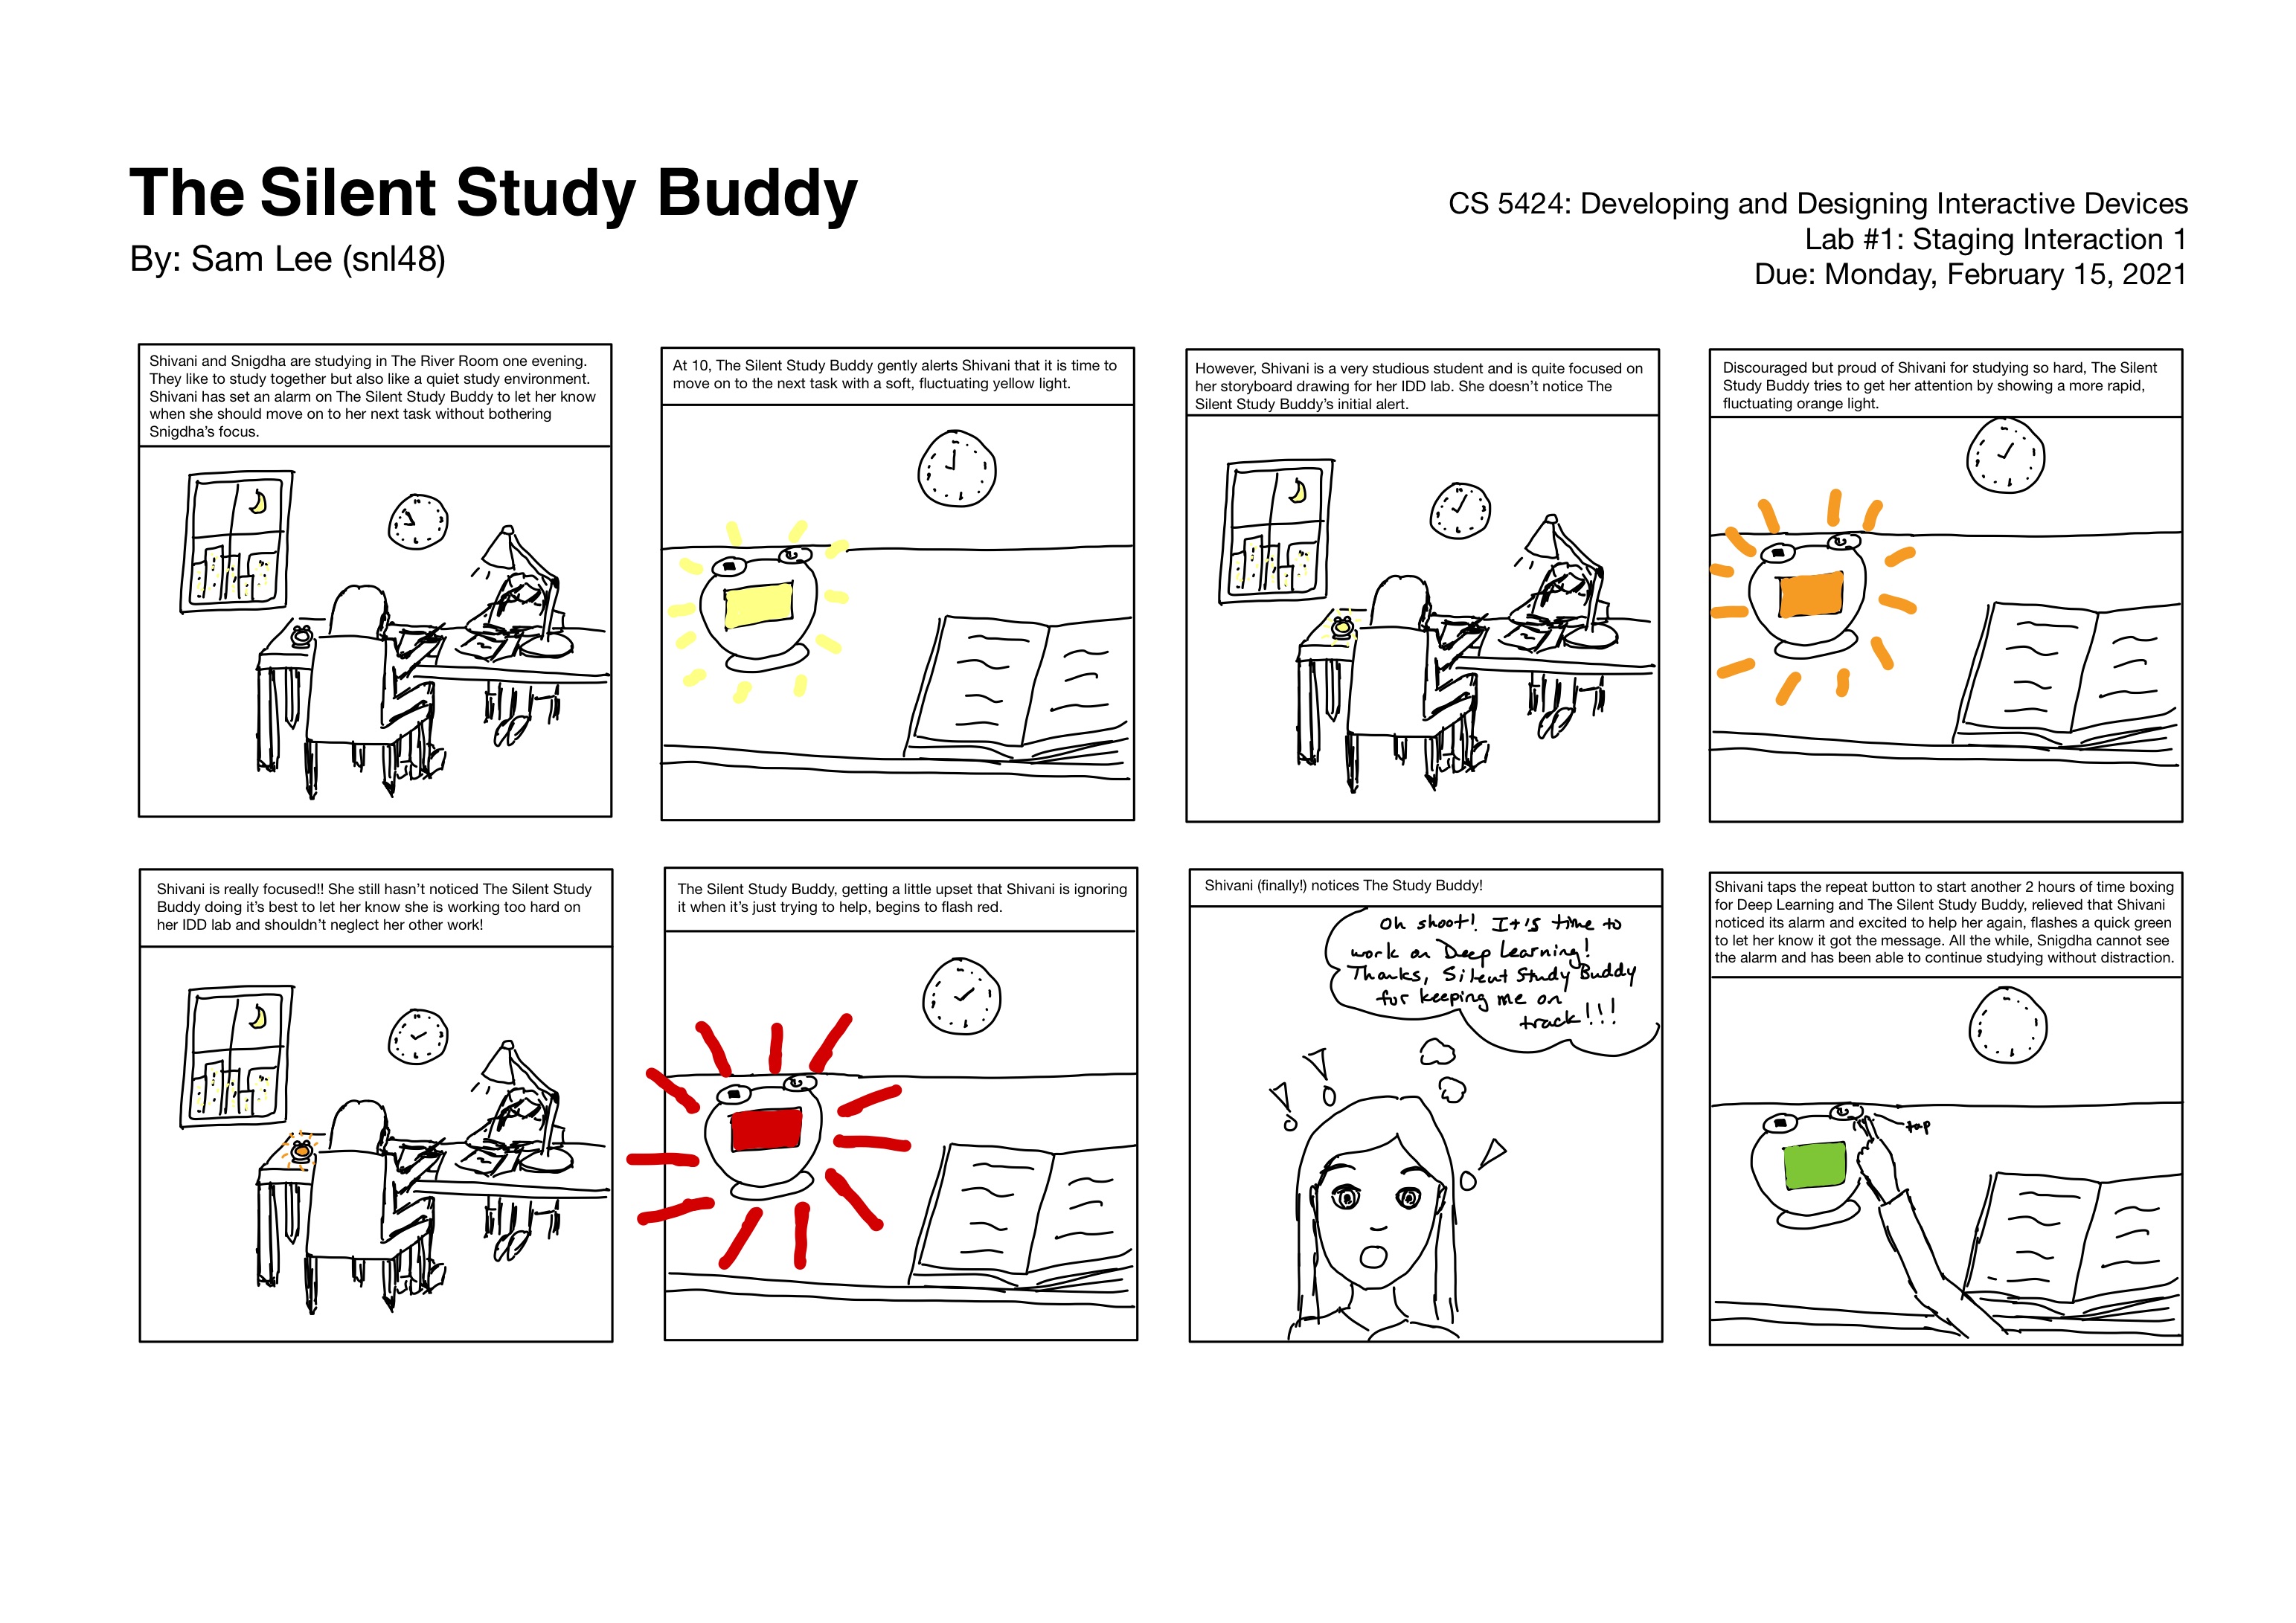 The Silent Study Buddy
By: Sam Lee (snl48)
CS 5424: Developing and Designing Interactive Devices
Lab #1: Staging Interaction 1
Due: Monday, February 15, 2021
Shivani and Snigdha are studying in The River Room one evening.
They like to study together but also like a quiet study environment.
Shivani has set an alarm on The Silent Study Buddy to let her know
when she should move on to her next task without bothering
Snigdha's focus.
At 10, The Silent Study Buddy gently alerts Shivani that it is time to
move on to the next task with a soft, fluctuating yellow light.
However, Shivani is a very studious student and is quite focused on
her storyboard drawing for her IDD lab. She doesn't notice The
Silent Study Buddy's initial alert.
Discouraged but proud of Shivani for studying so hard, The Silent
Study Buddy tries to get her attention by showing a more rapid,
fluctuating orange light.
Shivani is really focused!! She still hasn't noticed The Silent Study
Buddy doing it's best to let her know she is working too hard on
her IDD lab and shouldn't neglect her other work!
The Silent Study Buddy, getting a little upset that Shivani is ignoring
it when it's just trying to help, begins to flash red.
Shivani (finally!) notices The Study Buddy!
Oh shoot! It's time to
work on Deep Learning!
Thanks, Silent Study Buddy
for keeping me on
track!!!
Shivani taps the repeat button to start another 2 hours of time boxing
for Deep Learning and The Silent Study Buddy, relieved that Shivani
noticed its alarm and excited to help her again, flashes a quick green
to let her know it got the message. All the while, Snigdha cannot see
the alarm and has been able to continue studying without distraction.
tap